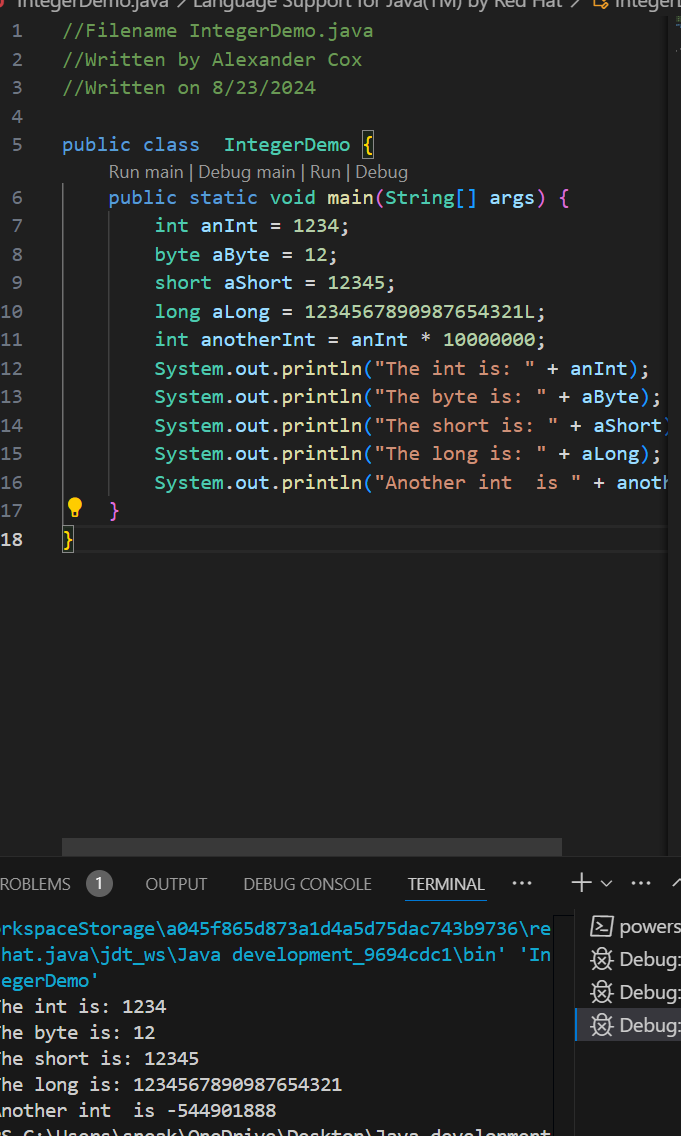 IntegerDemo.java > Language Support for Java(TM) by Red Hat >
1 //Filename IntegerDemo.java
2 //Written by Alexander Cox
3 //Written on 8/23/2024
4
5 public class  IntegerDemo {
Run main | Debug main | Run | Debug
6 public static void main(String[] args) {
7 int anInt = 1234;
8 byte aByte = 12;
9 short aShort = 12345;
10 long aLong = 1234567890987654321L;
11 int anotherInt = anInt * 10000000;
12 System.out.println("The int is: " + anInt);
13 System.out.println("The byte is: " + aByte);
14 System.out.println("The short is: " + aShort)
15 System.out.println("The long is: " + aLong);
16 System.out.println("Another int  is " + anoth
17 }
18 }
ROBLEMS 1 OUTPUT DEBUG CONSOLE TERMINAL ... + ...
orkspaceStorage\a045f865d873a1d4a5d75dac743b9736\re
hat.java\jdt_ws\Java development_9694cdc1\bin' 'In
egerDemo'
he int is: 1234
he byte is: 12
he short is: 12345
he long is: 1234567890987654321
nother int  is -544901888
powers
Debug:
Debug:
Debug: